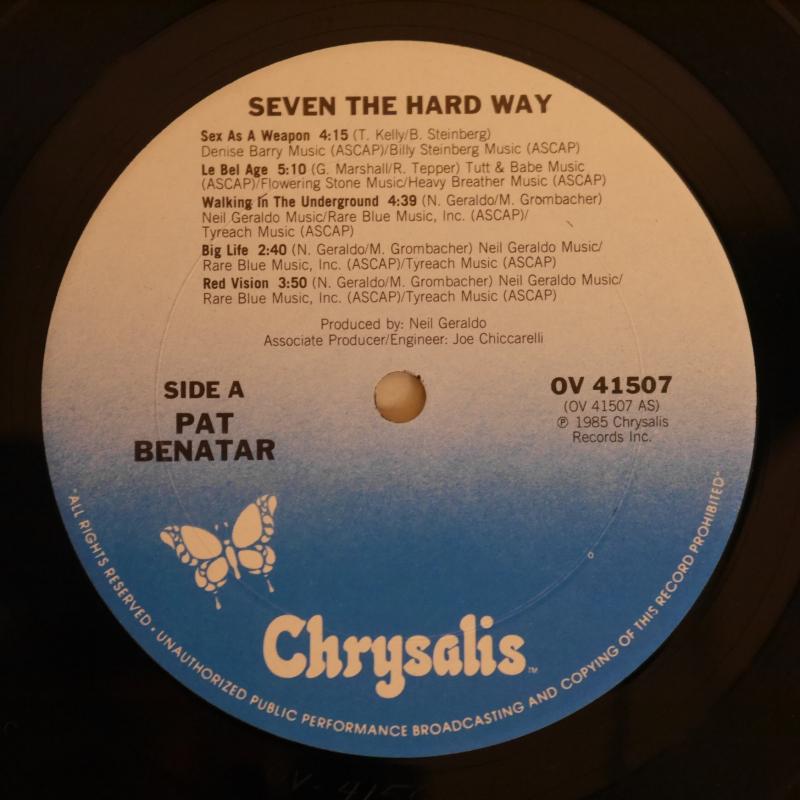 SEVEN THE HARD WAY
Sex As A Weapon 4:15 (T. Kelly/B. Steinberg)
Denise Barry Music (ASCAP)/Billy Steinberg Music (ASCAP)
Le Bel Age 5:10 (G. Marshall/R. Tepper) Tutt & Babe Music
(ASCAP)/Flowering Stone Music/Heavy Breather Music (ASCAP)
Walking In The Underground 4:39 (N. Geraldo/M. Grombacher)
Neil Geraldo Music/Rare Blue Music, Inc. (ASCAP)/
Tyreach Music (ASCAP)
Big Life 2:40 (N. Geraldo/M. Grombacher) Neil Geraldo Music/
Rare Blue Music, Inc. (ASCAP)/Tyreach Music (ASCAP)
Red Vision 3:50 (N. Geraldo/M. Grombacher) Neil Geraldo Music/
Rare Blue Music, Inc. (ASCAP)/Tyreach Music (ASCAP)
Produced by: Neil Geraldo
Associate Producer/Engineer: Joe Chiccarelli
SIDE A
PAT
BENATAR
OV 41507
(OV 41507 AS)
℗ 1985 Chrysalis
Records Inc.
Chrysalis™
"ALL RIGHTS RESERVED • UNAUTHORIZED PUBLIC PERFORMANCE BROADCASTING AND COPYING OF THIS RECORD PROHIBITED"